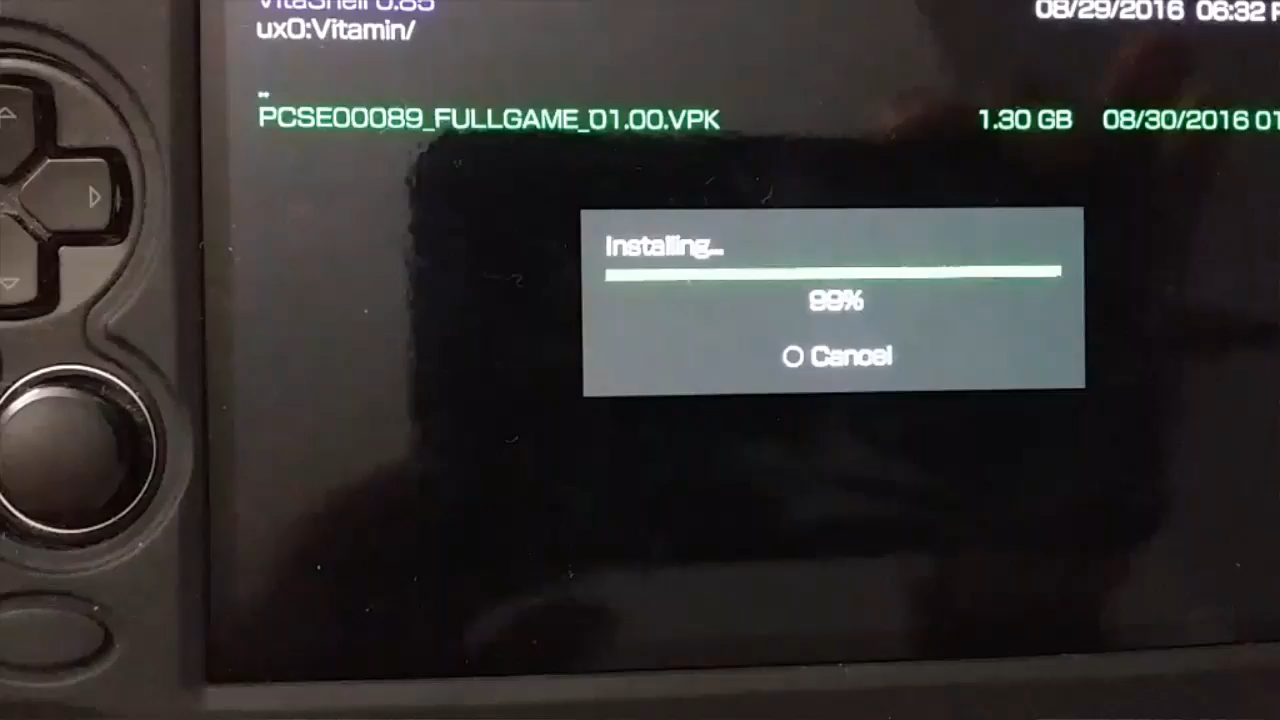 VitaShell 0.85 08/29/2016 06:32
ux0:Vitamin/
..
PCSE00089_FULLGAME_01.00.VPK 1.30 GB 08/30/2016 01
Installing...
99%
Cancel